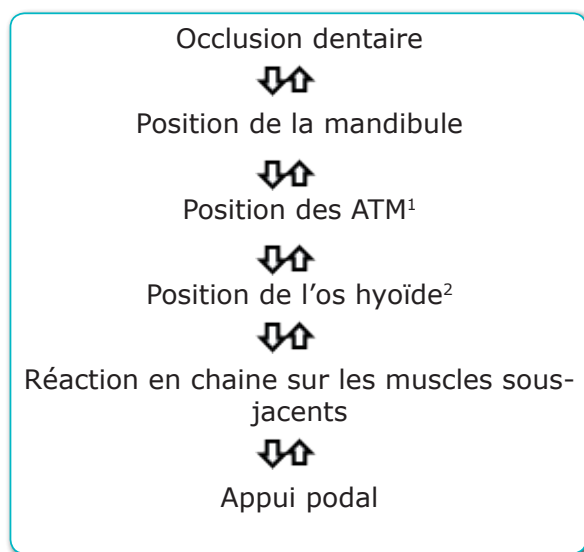 Occlusion dentaire
Position de la mandibule
Position des ATM¹
Position de l’os hyoïde²
Réaction en chaine sur les muscles sous-
jacents
Appui podal